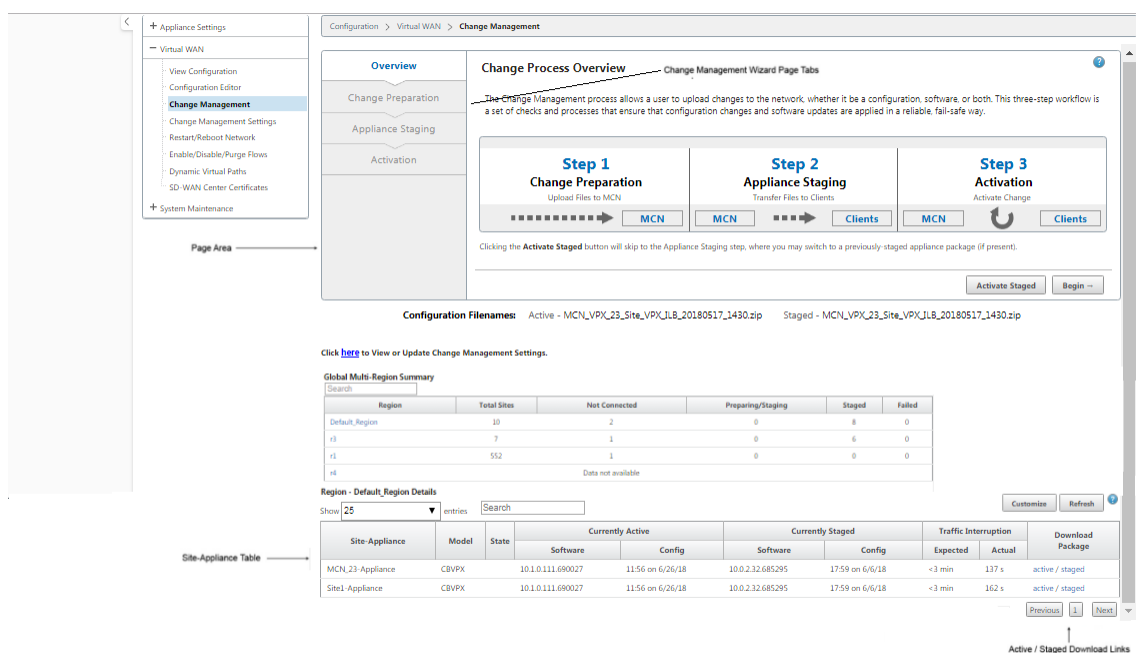 + Appliance Settings
Configuration > Virtual WAN > Change Management
− Virtual WAN
View Configuration
Configuration Editor
Change Management
Change Management Settings
Restart/Reboot Network
Enable/Disable/Purge Flows
Dynamic Virtual Paths
SD-WAN Center Certificates
+ System Maintenance
Page Area
Overview
Change Preparation
Appliance Staging
Activation
Change Process Overview
Change Management Wizard Page Tabs
?
The Change Management process allows a user to upload changes to the network, whether it be a configuration, software, or both. This three-step workflow is
a set of checks and processes that ensure that configuration changes and software updates are applied in a reliable, fail-safe way.
Step 1 Step 2 Step 3
Change Preparation Appliance Staging Activation
Upload Files to MCN Transfer Files to Clients Activate Change
MCN MCN Clients MCN Clients
Clicking the Activate Staged button will skip to the Appliance Staging step, where you may switch to a previously-staged appliance package (if present).
Activate Staged Begin →
Configuration Filenames: Active - MCN_VPX_23_Site_VPX_ILB_20180517_1430.zip Staged - MCN_VPX_23_Site_VPX_ILB_20180517_1430.zip
Click here to View or Update Change Management Settings.
Global Multi-Region Summary
Search
Region Total Sites Not Connected Preparing/Staging Staged Failed
Default_Region 10 2 0 8 0
r3 7 1 0 6 0
r1 552 1 0 0 0
r4 Data not available
Region - Default_Region Details
Show 25 entries Search Customize Refresh ?
Site-Appliance Model State Currently Active Currently Staged Traffic Interruption Download Package
Software Config Software Config Expected Actual
Site-Appliance Table
MCN_23-Appliance CBVPX 10.1.0.111.690027 11:56 on 6/26/18 10.0.2.32.685295 17:59 on 6/6/18 <3 min 137 s active / staged
Site1-Appliance CBVPX 10.1.0.111.690027 11:56 on 6/26/18 10.0.2.32.685295 17:59 on 6/6/18 <3 min 162 s active / staged
Previous 1 Next
Active / Staged Download Links